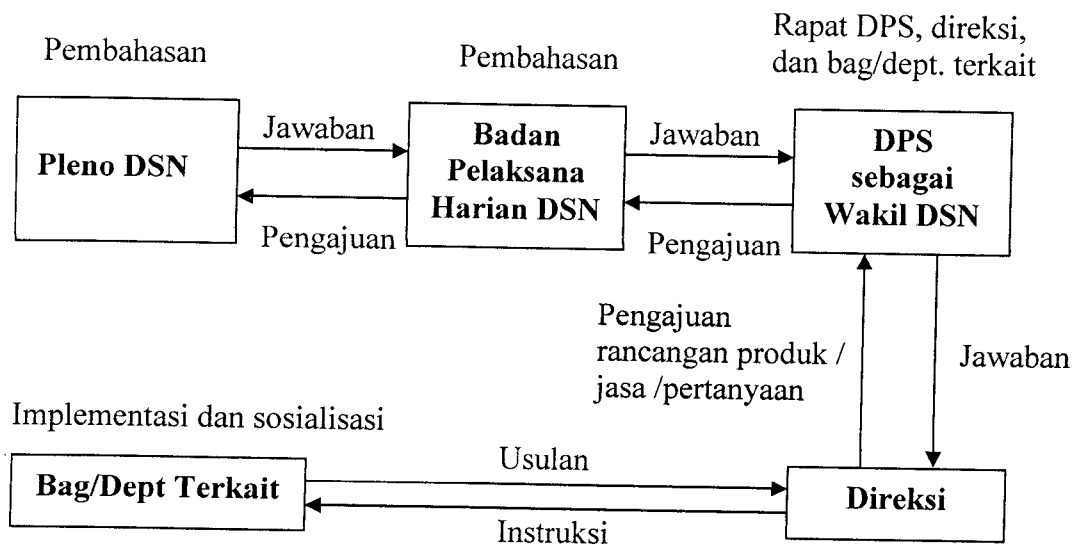 Pembahasan
Pembahasan
Rapat DPS, direksi,
dan bag/dept. terkait
Pleno DSN
Jawaban
Pengajuan
Badan
Pelaksana
Harian DSN
Jawaban
Pengajuan
DPS
sebagai
Wakil DSN
Pengajuan
rancangan produk /
jasa /pertanyaan
Jawaban
Implementasi dan sosialisasi
Bag/Dept Terkait
Usulan
Instruksi
Direksi